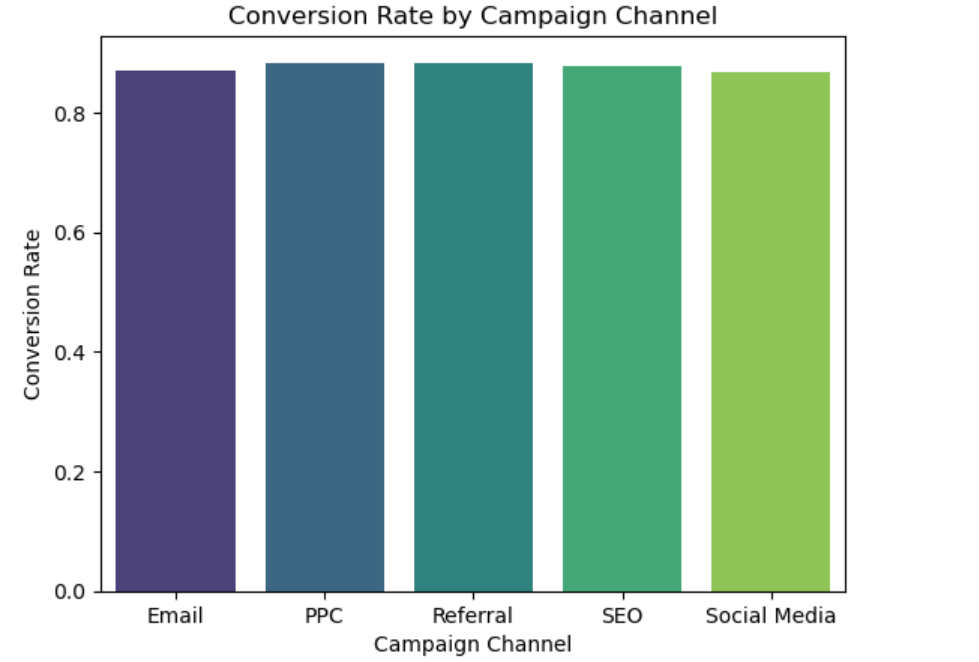 Conversion Rate by Campaign Channel
Conversion Rate
0.8
0.6
0.4
0.2
0.0
Email PPC Referral SEO Social Media
Campaign Channel